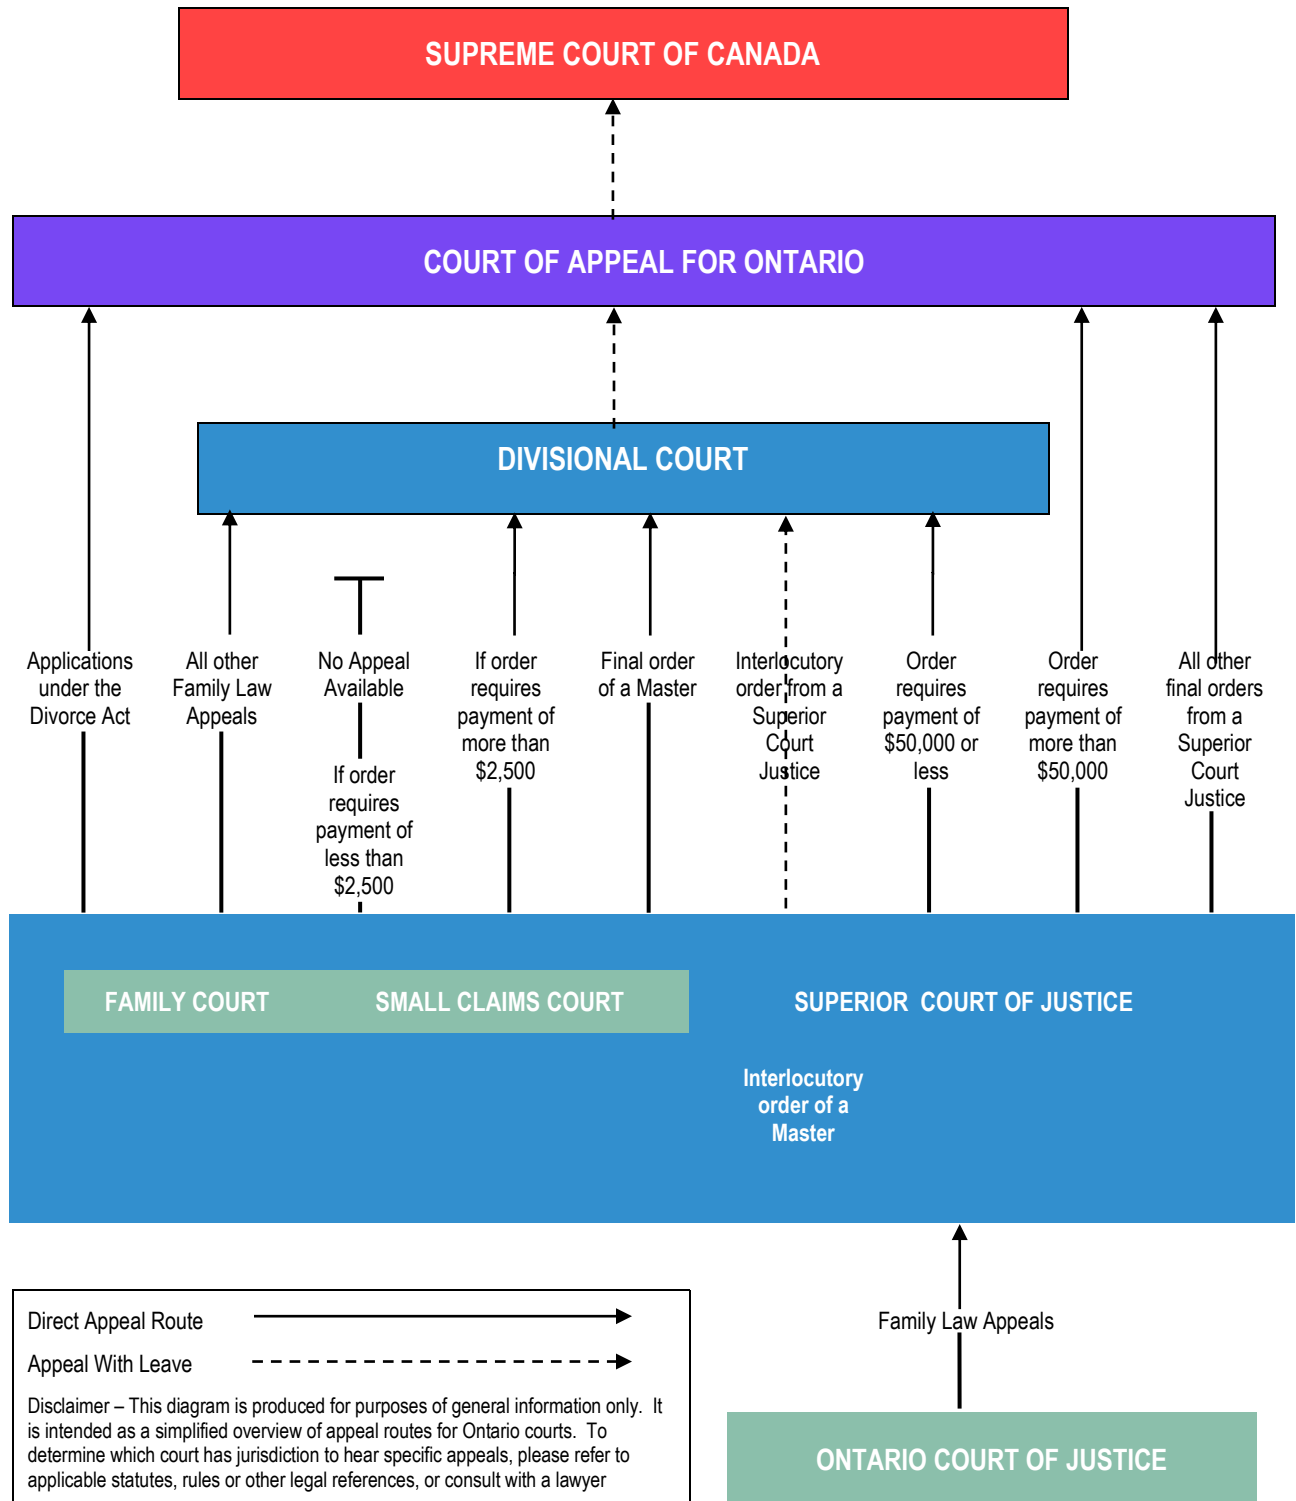 SUPREME COURT OF CANADA
COURT OF APPEAL FOR ONTARIO
DIVISIONAL COURT
Applications
under the
Divorce Act
All other
Family Law
Appeals
No Appeal
Available
If order
requires
payment of
less than
$2,500
If order
requires
payment of
more than
$2,500
Final order
of a Master
Interlocutory
order from a
Superior
Court
Justice
Order
requires
payment of
$50,000 or
less
Order
requires
payment of
more than
$50,000
All other
final orders
from a
Superior
Court
Justice
FAMILY COURT
SMALL CLAIMS COURT
SUPERIOR COURT OF JUSTICE
Interlocutory
order of a
Master
Direct Appeal Route
Appeal With Leave
Disclaimer – This diagram is produced for purposes of general information only. It
is intended as a simplified overview of appeal routes for Ontario courts. To
determine which court has jurisdiction to hear specific appeals, please refer to
applicable statutes, rules or other legal references, or consult with a lawyer
Family Law Appeals
ONTARIO COURT OF JUSTICE